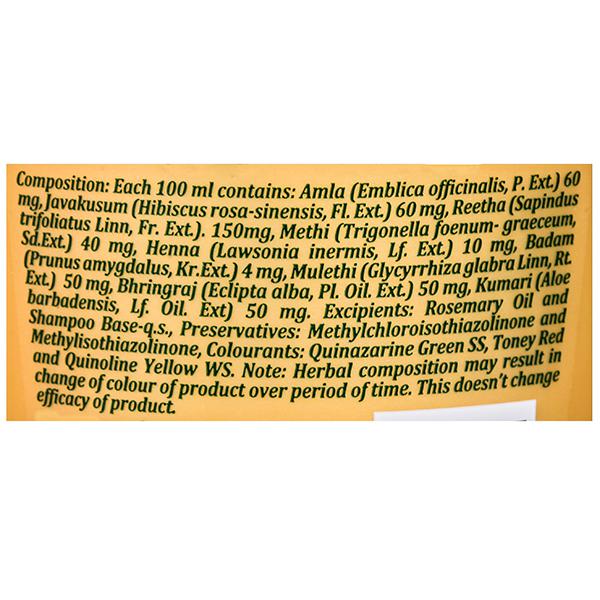 Composition: Each 100 ml contains: Amla (Emblica officinalis, P. Ext.) 60
mg, Javakusum (Hibiscus rosa-sinensis, Fl. Ext.) 60 mg, Reetha (Sapindus
trifoliatus Linn, Fr. Ext.). 150mg, Methi (Trigonella foenum- graeceum,
Sd.Ext.) 40 mg, Henna (Lawsonia inermis, Lf. Ext.) 10 mg, Badam
(Prunus amygdalus, Kr.Ext.) 4 mg, Mulethi (Glycyrrhiza glabra Linn, Rt.
Ext.) 50 mg, Bhringraj (Eclipta alba, Pl. Oil. Ext.) 50 mg, Kumari (Aloe
barbadensis, Lf. Oil. Ext) 50 mg. Excipients: Rosemary Oil and
Shampoo Base-q.s., Preservatives: Methylchloroisothiazolinone and
Methylisothiazolinone, Colourants: Quinazarine Green SS, Toney Red
and Quinoline Yellow WS. Note: Herbal composition may result in
change of colour of product over period of time. This doesn't change
efficacy of product.